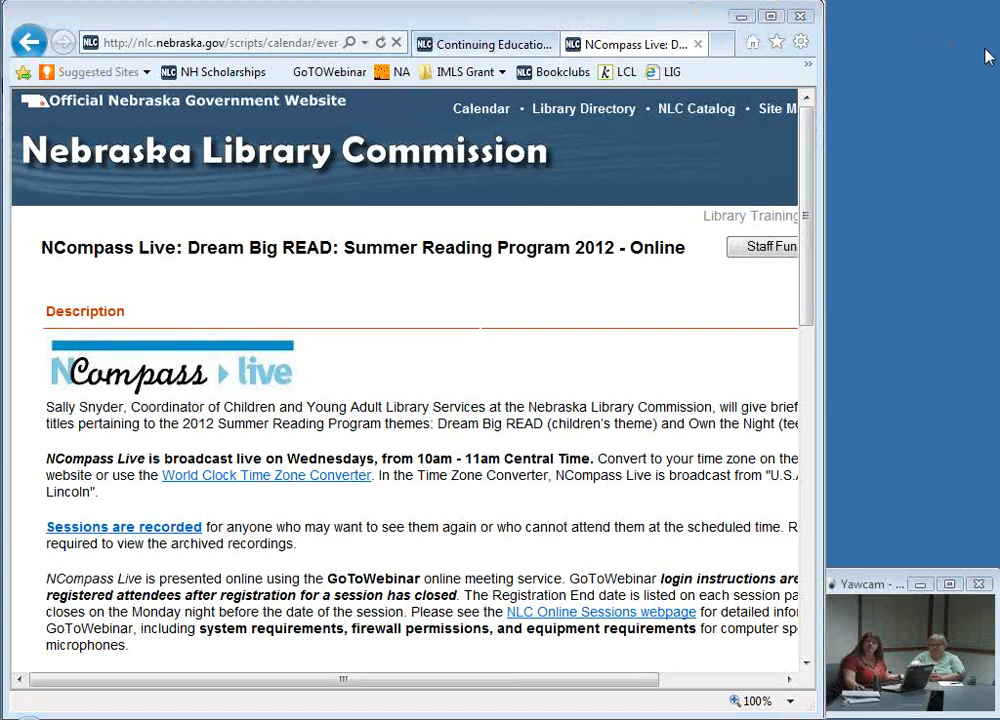 http://nlc.nebraska.gov/scripts/calendar/ever
NLC Continuing Educatio...
NLC NCompass Live: D...
Suggested Sites
NLC NH Scholarships
GoTOWebinar
NA
IMLS Grant
NLC Bookclubs
k LCL
LIG
Official Nebraska Government Website
Calendar • Library Directory • NLC Catalog • Site M
Nebraska Library Commission
Library Training
NCompass Live: Dream Big READ: Summer Reading Program 2012 - Online
Staff Fun
Description
NCompass live
Sally Snyder, Coordinator of Children and Young Adult Library Services at the Nebraska Library Commission, will give brief
titles pertaining to the 2012 Summer Reading Program themes: Dream Big READ (children's theme) and Own the Night (tee
NCompass Live is broadcast live on Wednesdays, from 10am - 11am Central Time. Convert to your time zone on the
website or use the World Clock Time Zone Converter. In the Time Zone Converter, NCompass Live is broadcast from "U.S.A
Lincoln".
Sessions are recorded for anyone who may want to see them again or who cannot attend them at the scheduled time. R
required to view the archived recordings.
NCompass Live is presented online using the GoToWebinar online meeting service. GoToWebinar login instructions are
registered attendees after registration for a session has closed. The Registration End date is listed on each session pa
closes on the Monday night before the date of the session. Please see the NLC Online Sessions webpage for detailed info
GoToWebinar, including system requirements, firewall permissions, and equipment requirements for computer sp
microphones.
100%
Yawcam - ...